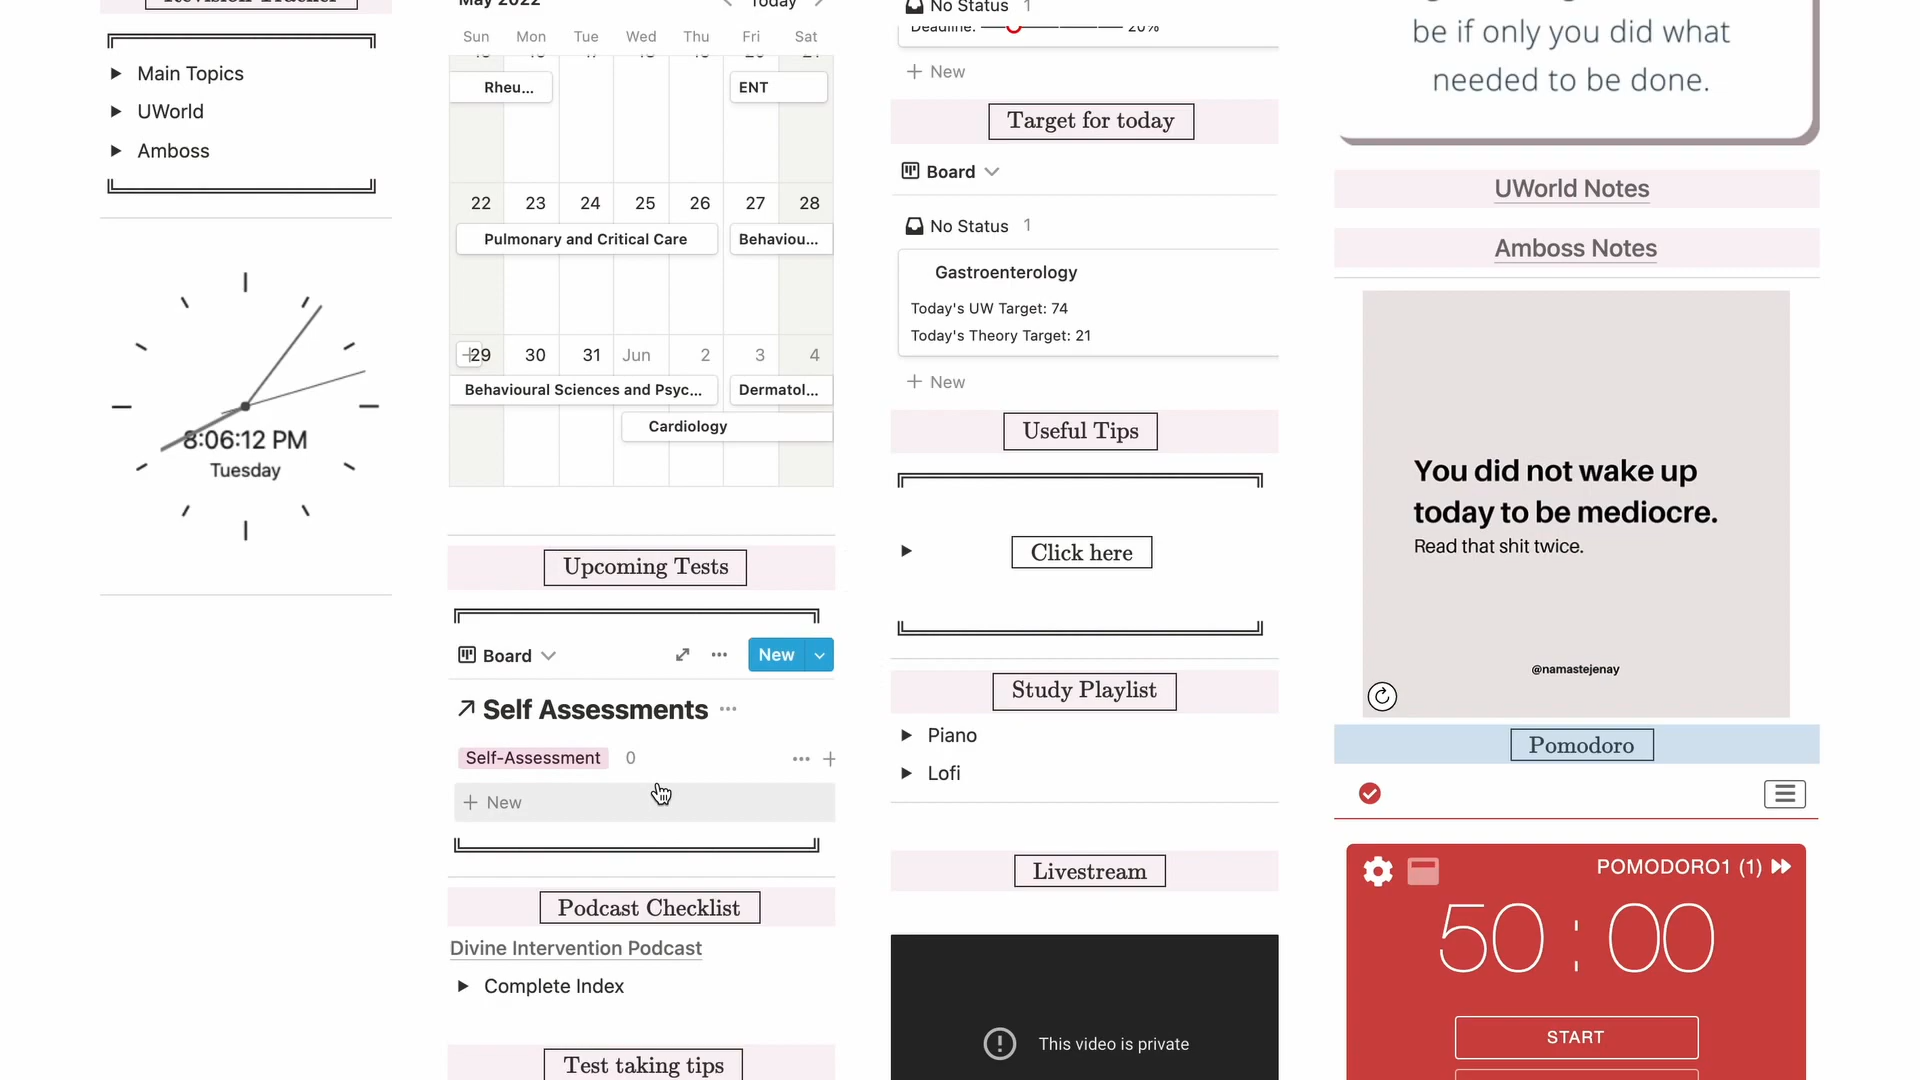 Revision Tracker
Main Topics
UWorld
Amboss
8:06:12 PM
Tuesday
May 2022
Today
Sun Mon Tue Wed Thu Fri Sat
Rheu...
ENT
22 23 24 25 26 27 28
Pulmonary and Critical Care
Behaviou...
29 30 31 Jun 2 3 4
Behavioural Sciences and Psyc...
Dermatol...
Cardiology
Upcoming Tests
Board
New
Self Assessments
Self-Assessment 0
New
Podcast Checklist
Divine Intervention Podcast
Complete Index
Test taking tips
No Status 1
Deadline: 20%
New
Target for today
Board
No Status 1
Gastroenterology
Today's UW Target: 74
Today's Theory Target: 21
New
Useful Tips
Click here
Study Playlist
Piano
Lofi
Livestream
This video is private
be if only you did what
needed to be done.
UWorld Notes
Amboss Notes
You did not wake up
today to be mediocre.
Read that shit twice.
@namastejenay
Pomodoro
POMODORO1 (1)
50 : 00
START